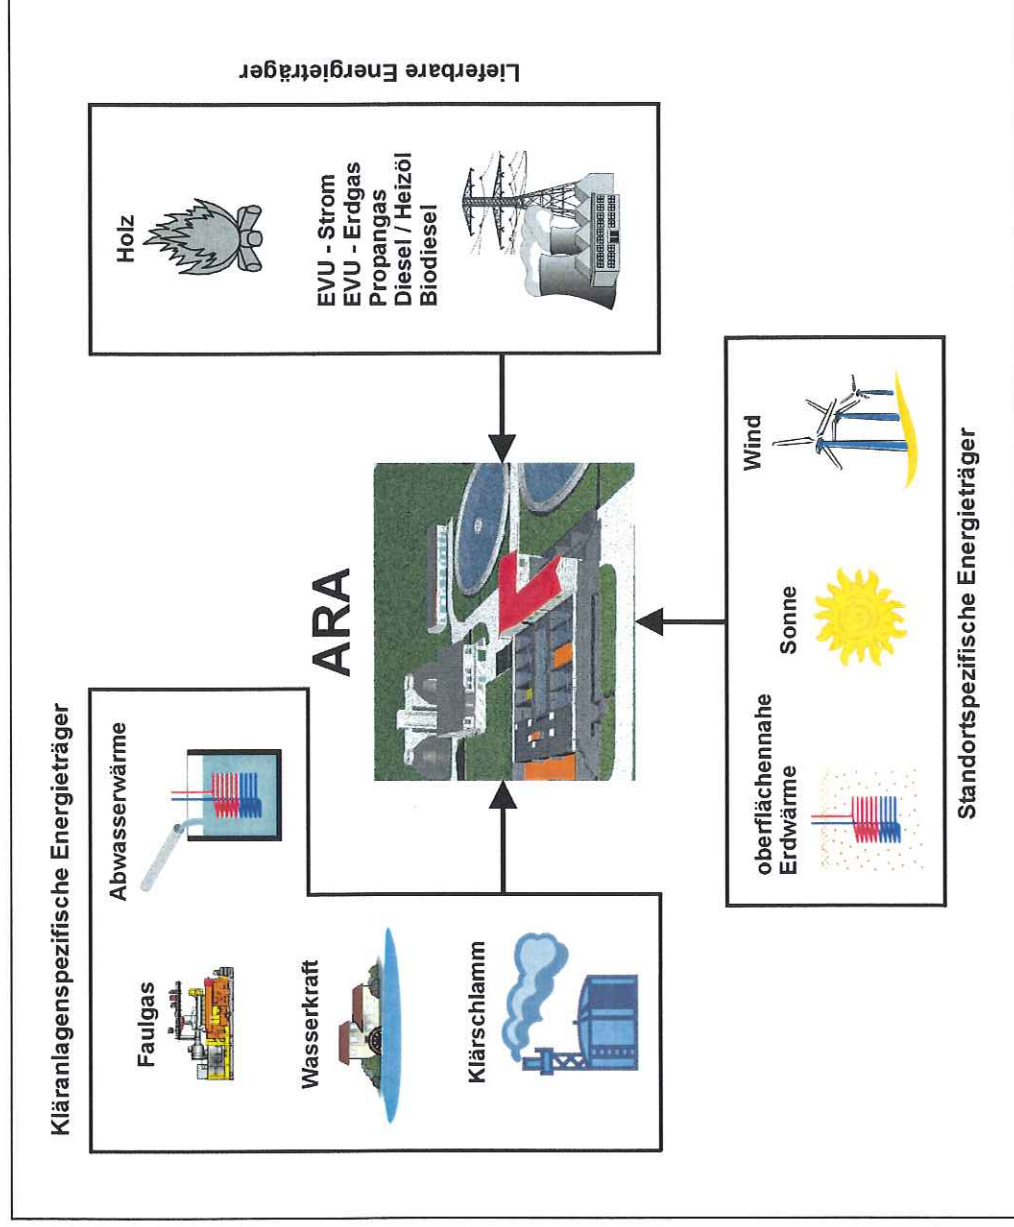 Kläranlagenspezifische Energieträger
Faulgas
Abwasserwärme
Wasserkraft
Klärschlamm
ARA
Lieferbare Energieträger
Holz
EVU - Strom
EVU - Erdgas
Propangas
Diesel / Heizöl
Biodiesel
oberflächennahe
Erdwärme
Sonne
Wind
Standortspezifische Energieträger